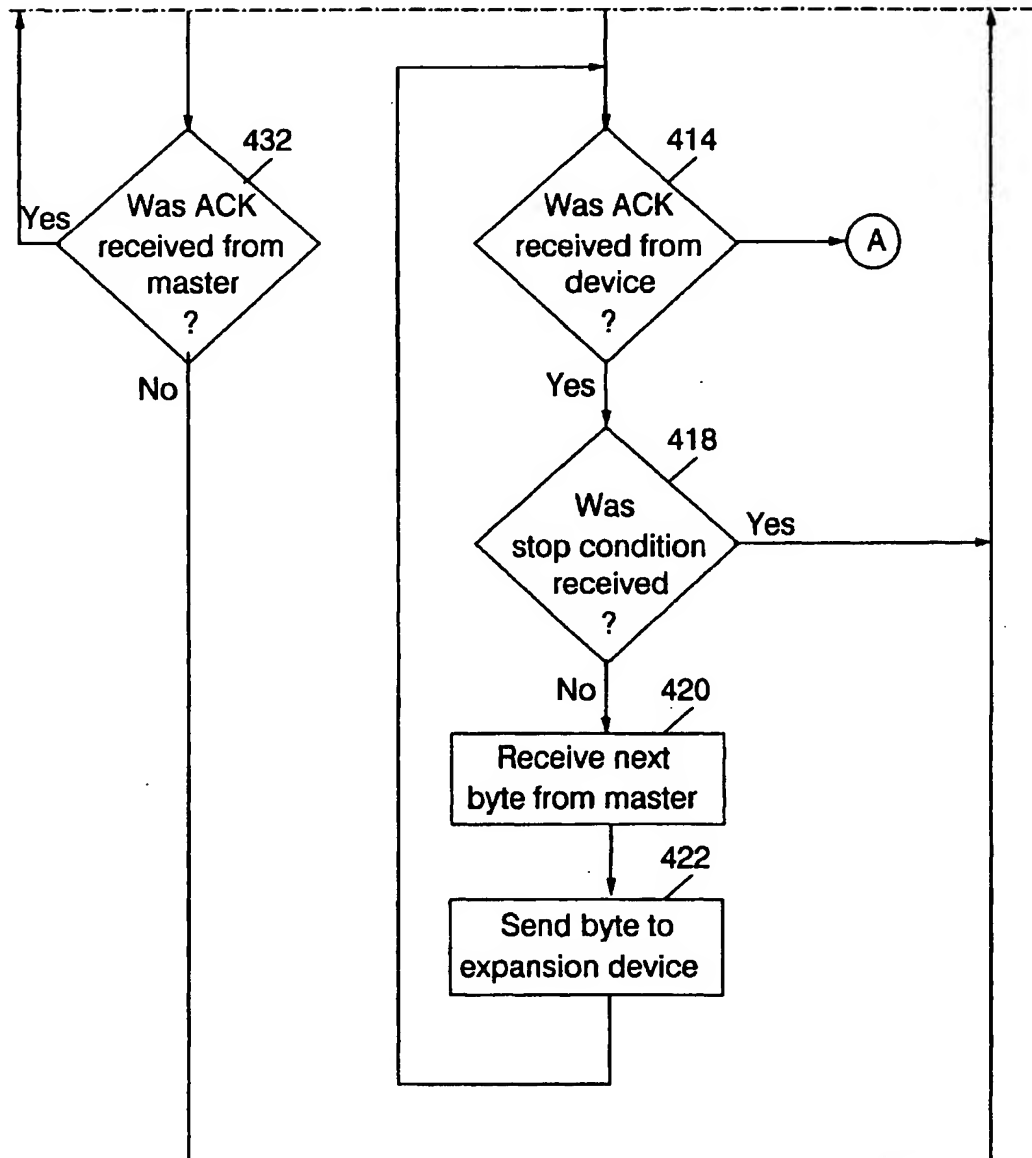 432
Was ACK
received from
master
?
Yes
No
414
Was ACK
received from
device
?
A
Yes
418
Was
stop condition
received
?
Yes
No
420
Receive next
byte from master
422
Send byte to
expansion device